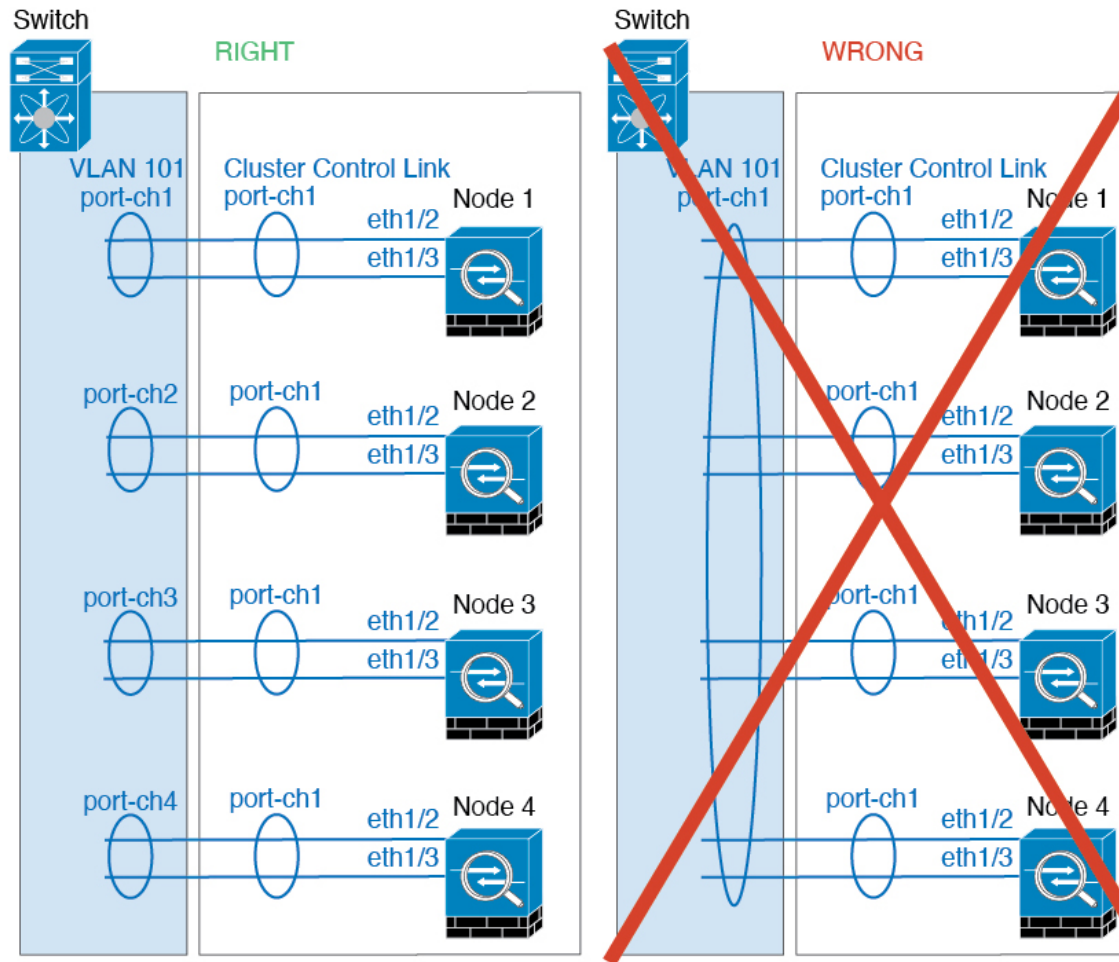 Switch
RIGHT
VLAN 101
port-ch1
Cluster Control Link
port-ch1
Node 1
eth1/2
eth1/3
port-ch2
port-ch1
Node 2
eth1/2
eth1/3
port-ch3
port-ch1
Node 3
eth1/2
eth1/3
port-ch4
port-ch1
Node 4
eth1/2
eth1/3
Switch
WRONG
VLAN 101
port-ch1
Cluster Control Link
port-ch1
Node 1
eth1/2
eth1/3
port-ch1
Node 2
eth1/2
eth1/3
port-ch1
Node 3
eth1/2
eth1/3
port-ch1
Node 4
eth1/2
eth1/3